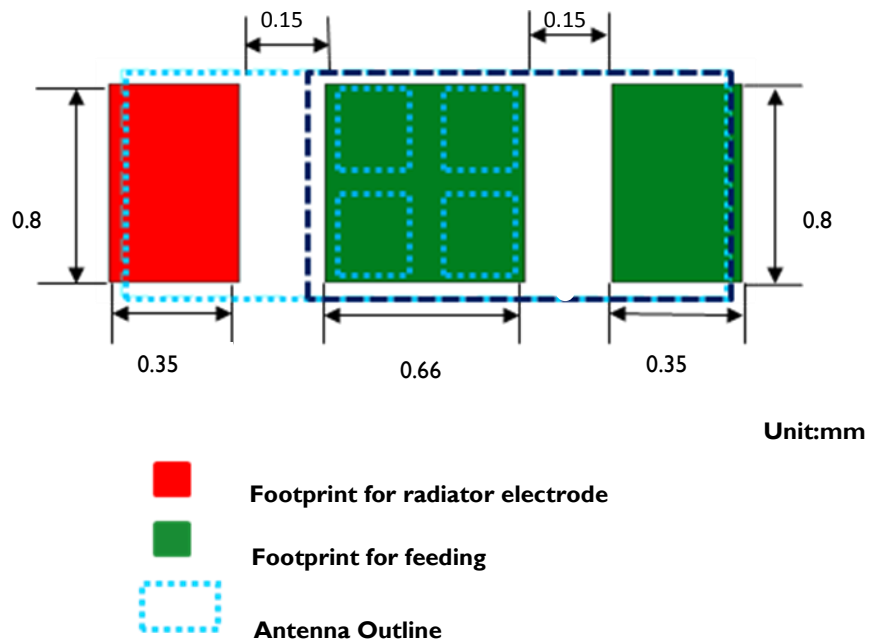 0.15 0.15
0.8 0.8
0.35 0.66 0.35
Unit:mm
Footprint for radiator electrode
Footprint for feeding
Antenna Outline